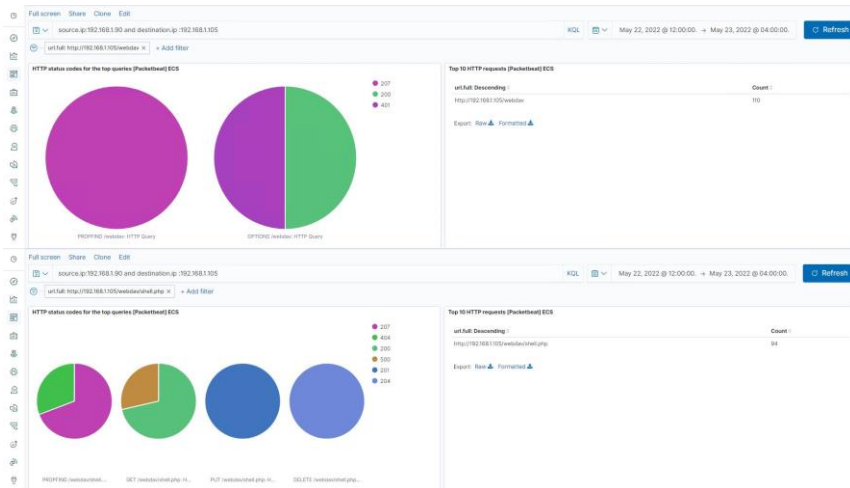 Full screen Share Clone Edit
source.ip:192.168.1.90 and destination.ip :192.168.1.105 KQL May 22, 2022 @ 12:00:00. → May 23, 2022 @ 04:00:00. Refresh
url.full: http://192.168.1.105/webdav × + Add filter
HTTP status codes for the top queries [Packetbeat] ECS
207
200
401
PROPFIND /webdav HTTP Query
OPTIONS /webdav HTTP Query
Top 10 HTTP requests [Packetbeat] ECS
url.full: Descending Count
http://192.168.1.105/webdav 110
Export: Raw Formatted
Full screen Share Clone Edit
source.ip:192.168.1.90 and destination.ip :192.168.1.105 KQL May 22, 2022 @ 12:00:00. → May 23, 2022 @ 04:00:00. Refresh
url.full: http://192.168.1.105/webdav/shell.php × + Add filter
HTTP status codes for the top queries [Packetbeat] ECS
207
404
200
500
201
204
PROPFIND /webdav/shell...
GET /webdav/shell.php H...
PUT /webdav/shell.php H...
DELETE /webdav/shell.php...
Top 10 HTTP requests [Packetbeat] ECS
url.full: Descending Count
http://192.168.1.105/webdav/shell.php 94
Export: Raw Formatted